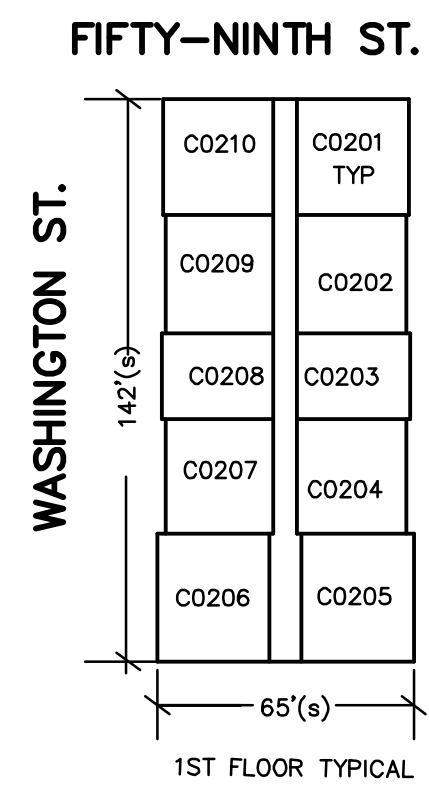 FIFTY-NINTH ST.
WASHINGTON ST.
C0210
C0201
TYP
C0209
C0202
142'(s)
C0208
C0203
C0207
C0204
C0206
C0205
65'(s)
1ST FLOOR TYPICAL